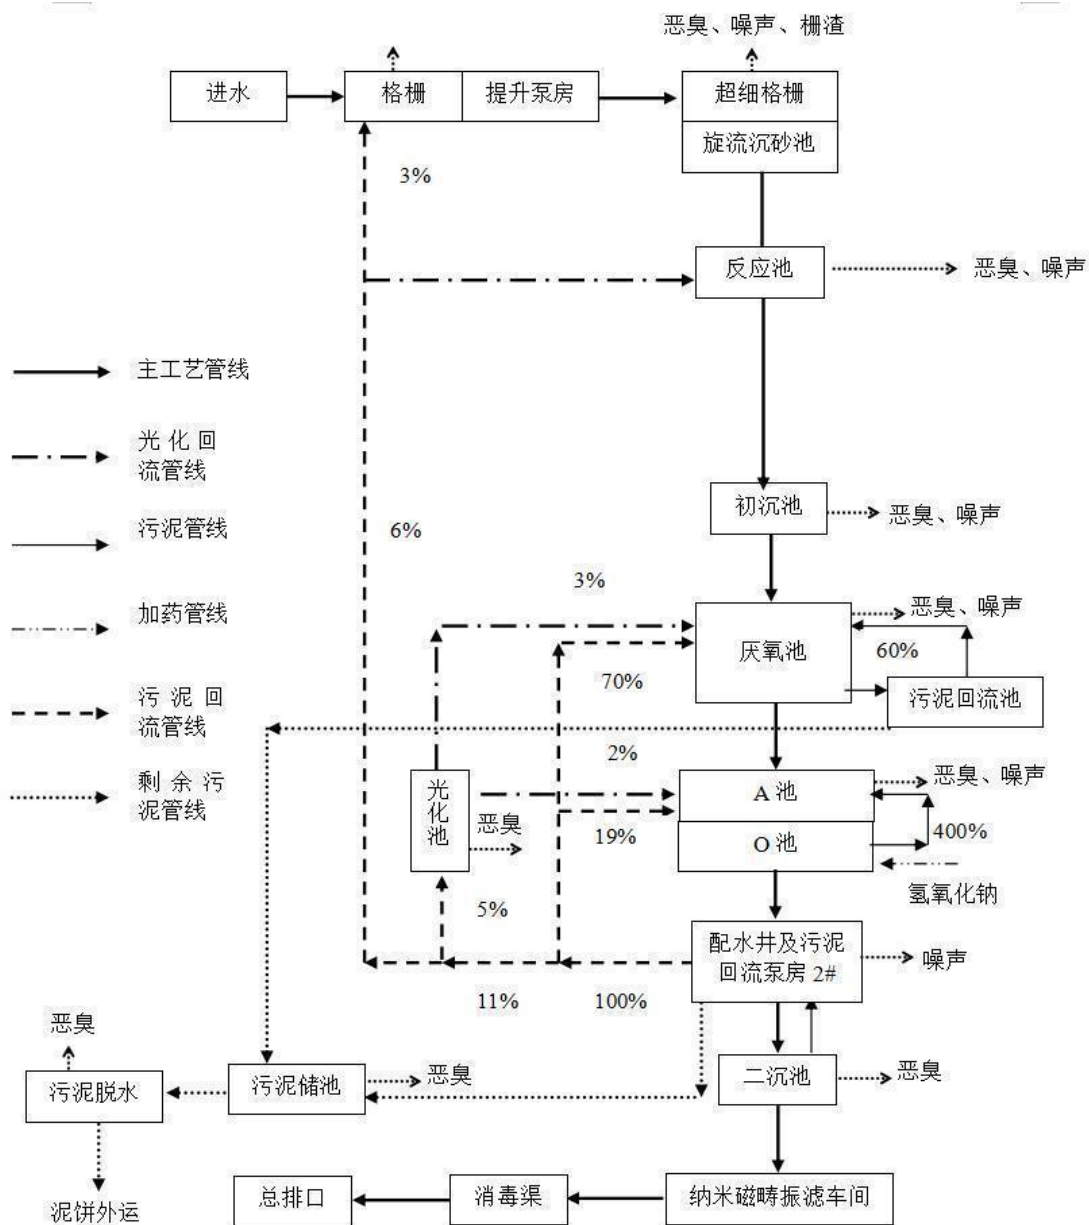 恶臭、噪声、栅渣
进水
格栅
提升泵房
超细格栅
旋流沉砂池
3%
反应池
恶臭、噪声
主工艺管线
光化回
流管线
污泥管线
加药管线
污泥回
流管线
剩余污
泥管线
6%
初沉池
恶臭、噪声
3%
恶臭、噪声
厌氧池
60%
70%
污泥回流池
2%
光化池
恶臭
A 池
恶臭、噪声
19%
O 池
400%
氢氧化钠
5%
配水井及污泥
回流泵房 2#
噪声
11%
100%
恶臭
污泥脱水
污泥储池
恶臭
二沉池
恶臭
泥饼外运
总排口
消毒渠
纳米磁畴振滤车间